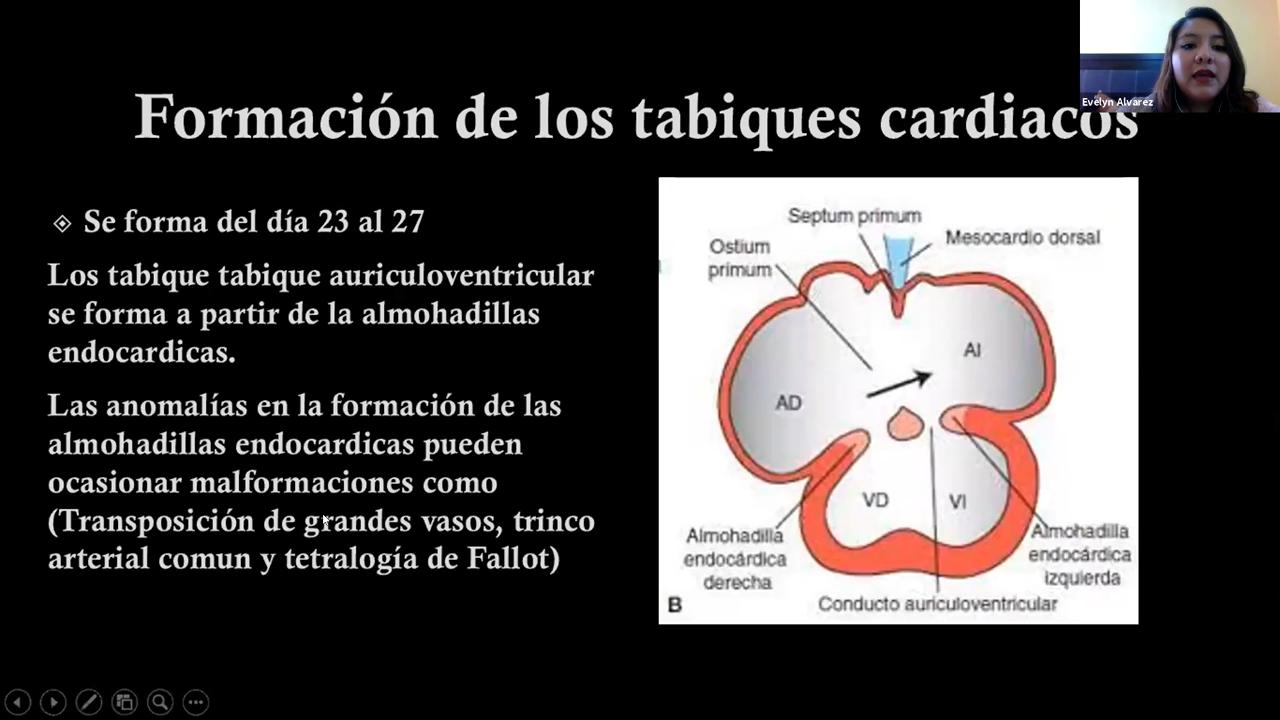 Evelyn Alvarez
Formación de los tabiques cardiacos
Se forma del día 23 al 27
Los tabique tabique auriculoventricular
se forma a partir de la almohadillas
endocardicas.
Las anomalías en la formación de las
almohadillas endocardicas pueden
ocasionar malformaciones como
(Transposición de grandes vasos, trinco
arterial comun y tetralogía de Fallot)
Septum primum
Mesocardio dorsal
Ostium
primum
AI
AD
VD
VI
Almohadilla
endocárdica
derecha
Almohadilla
endocárdica
izquierda
Conducto auriculoventricular
B